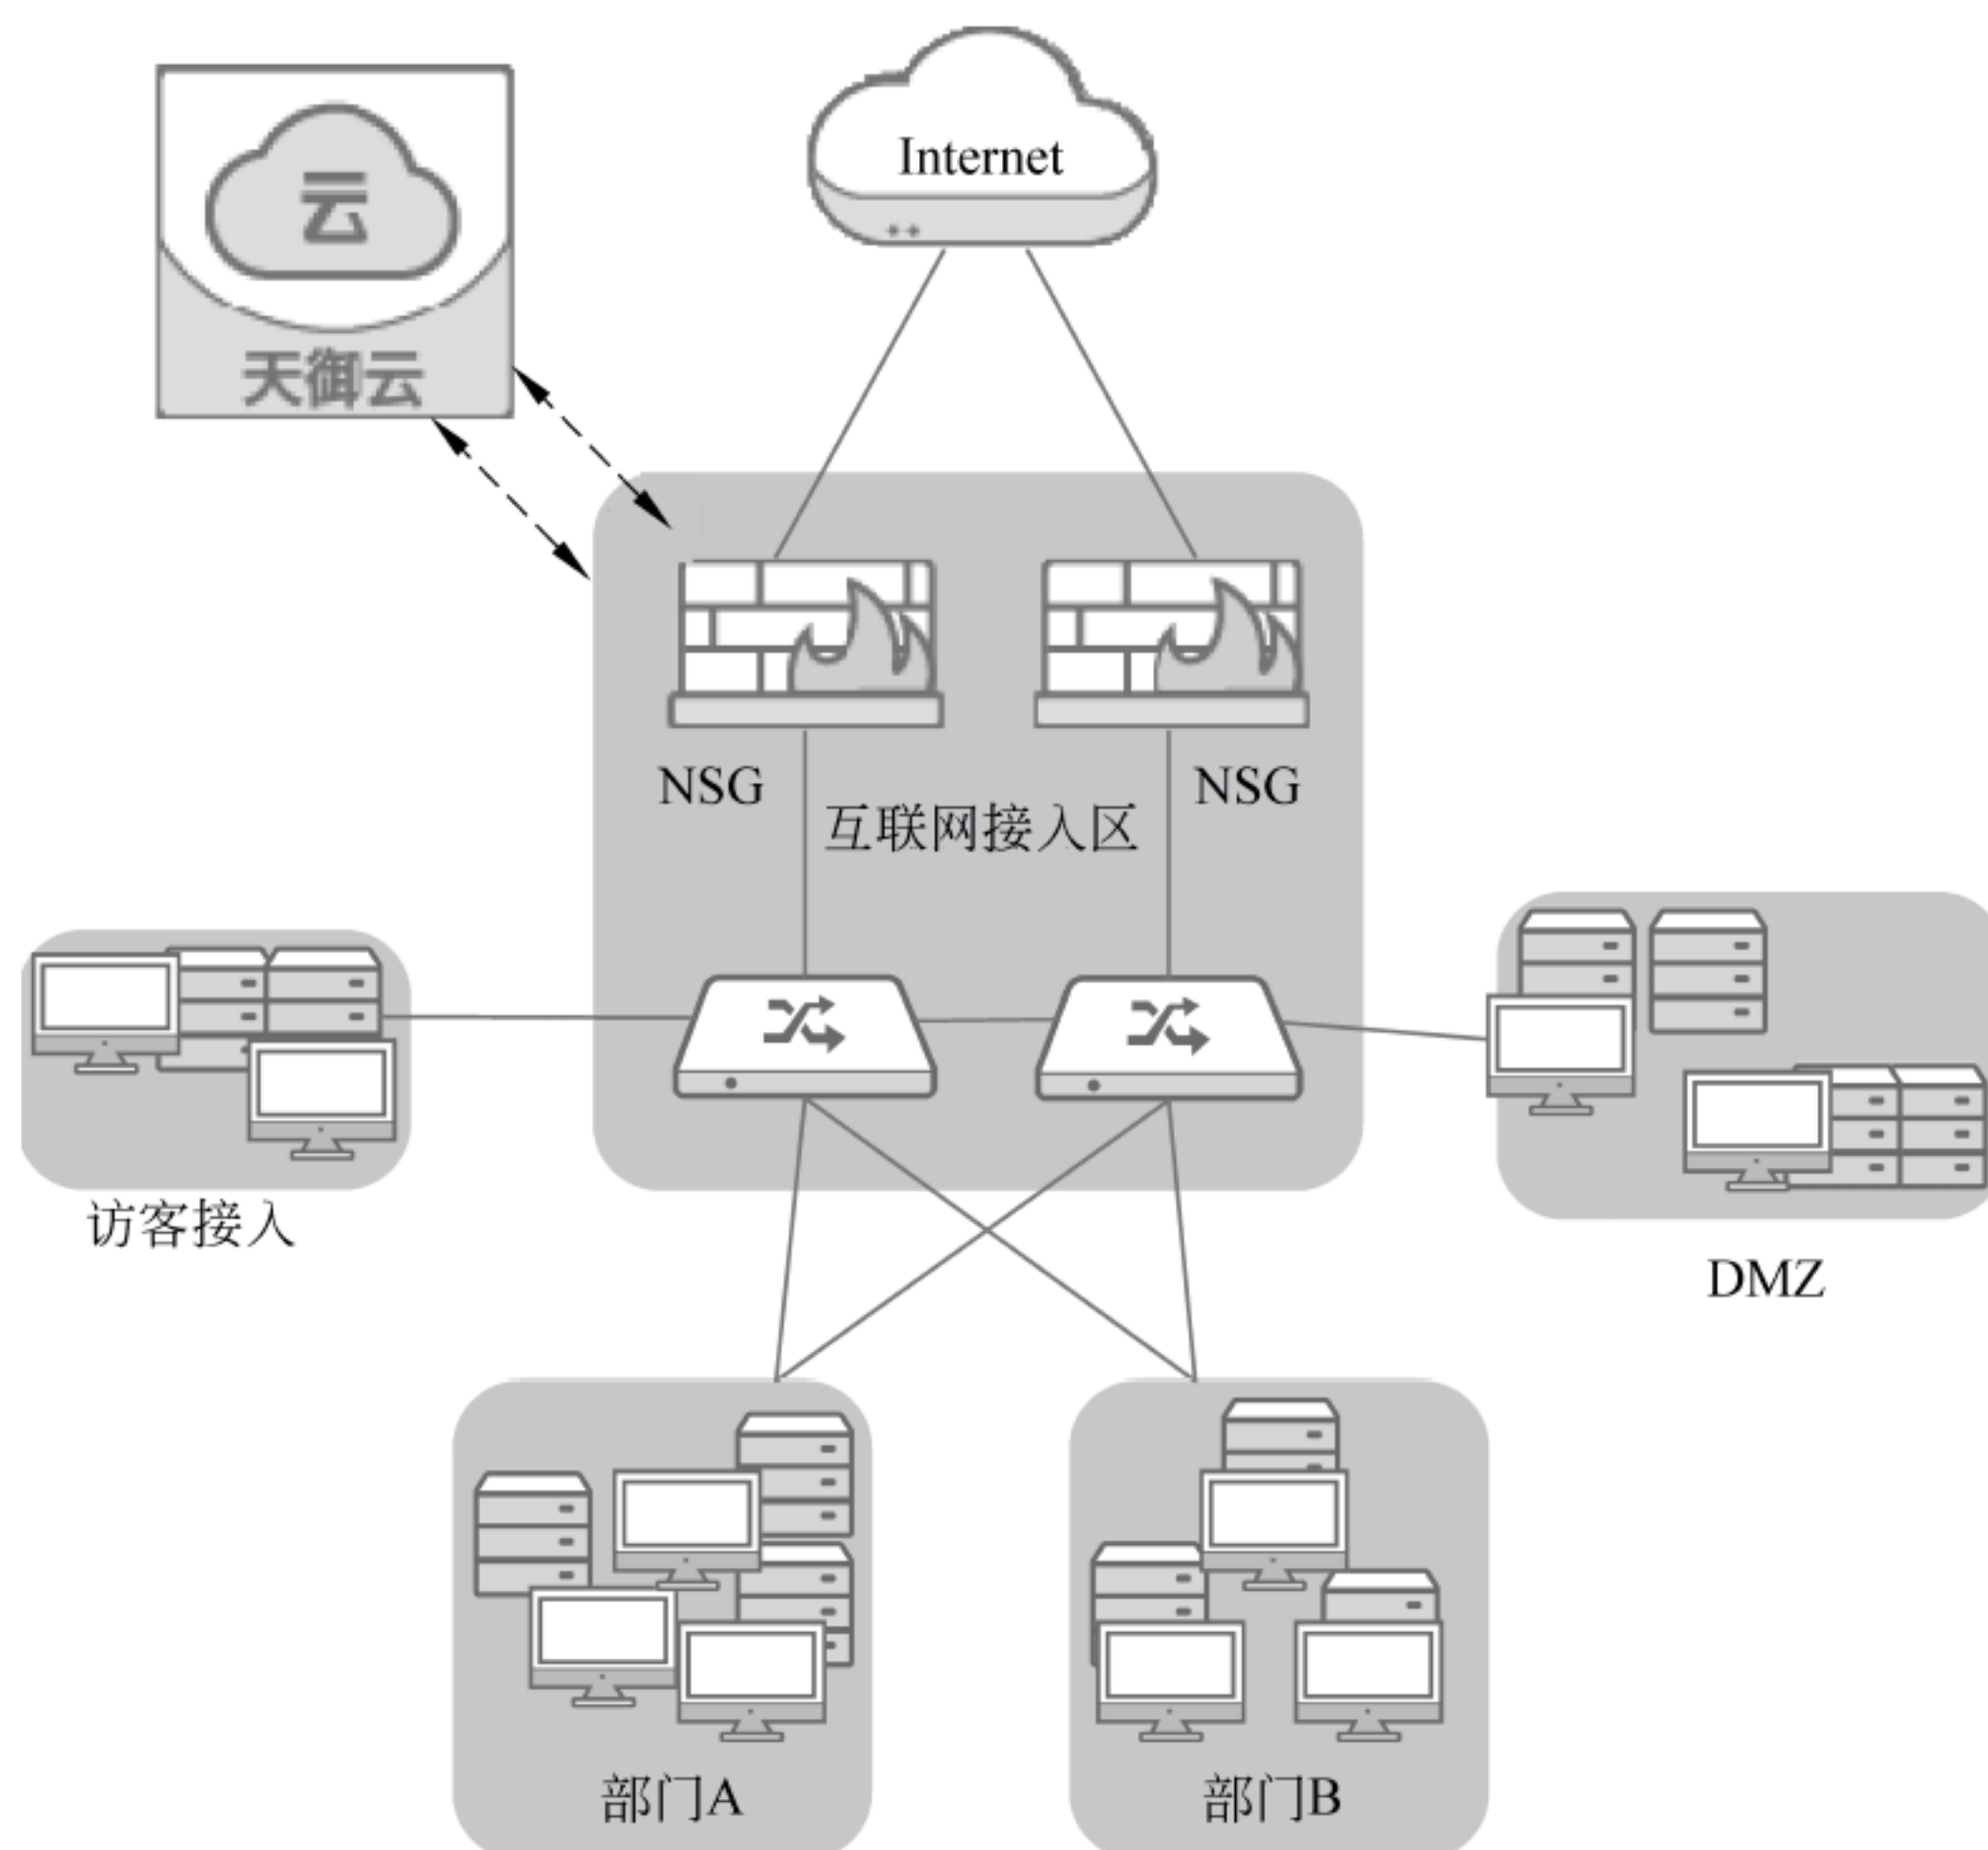 Internet
云
天御云
NSG
NSG
互联网接入区
访客接入
DMZ
部门A
部门B